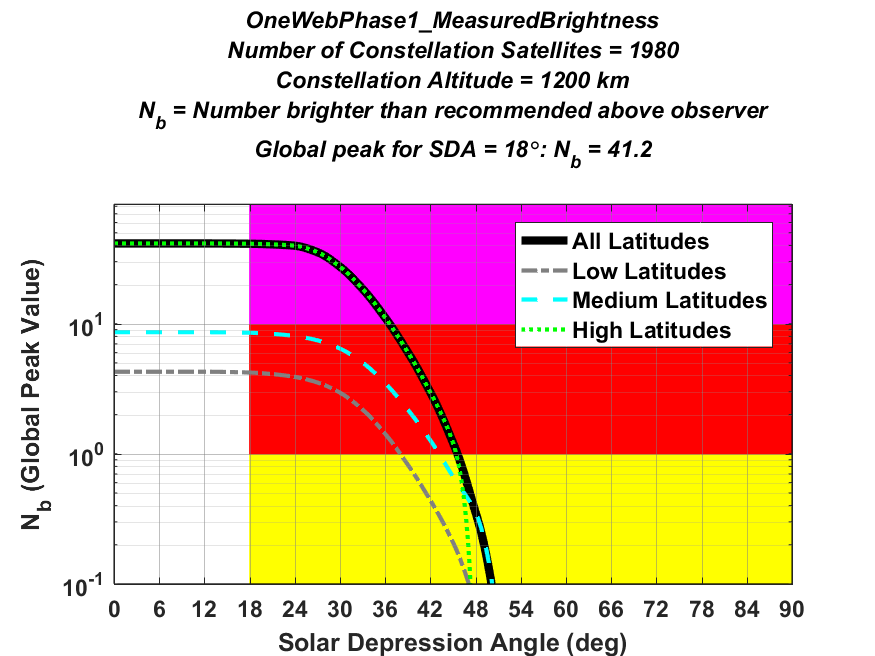 OneWebPhase1_MeasuredBrightness
Number of Constellation Satellites = 1980
Constellation Altitude = 1200 km
N_b = Number brighter than recommended above observer
Global peak for SDA = 18°: N_b = 41.2
All Latitudes
Low Latitudes
Medium Latitudes
High Latitudes
N_b (Global Peak Value)
10^1
10^0
10^-1
0 6 12 18 24 30 36 42 48 54 60 66 72 78 84 90
Solar Depression Angle (deg)